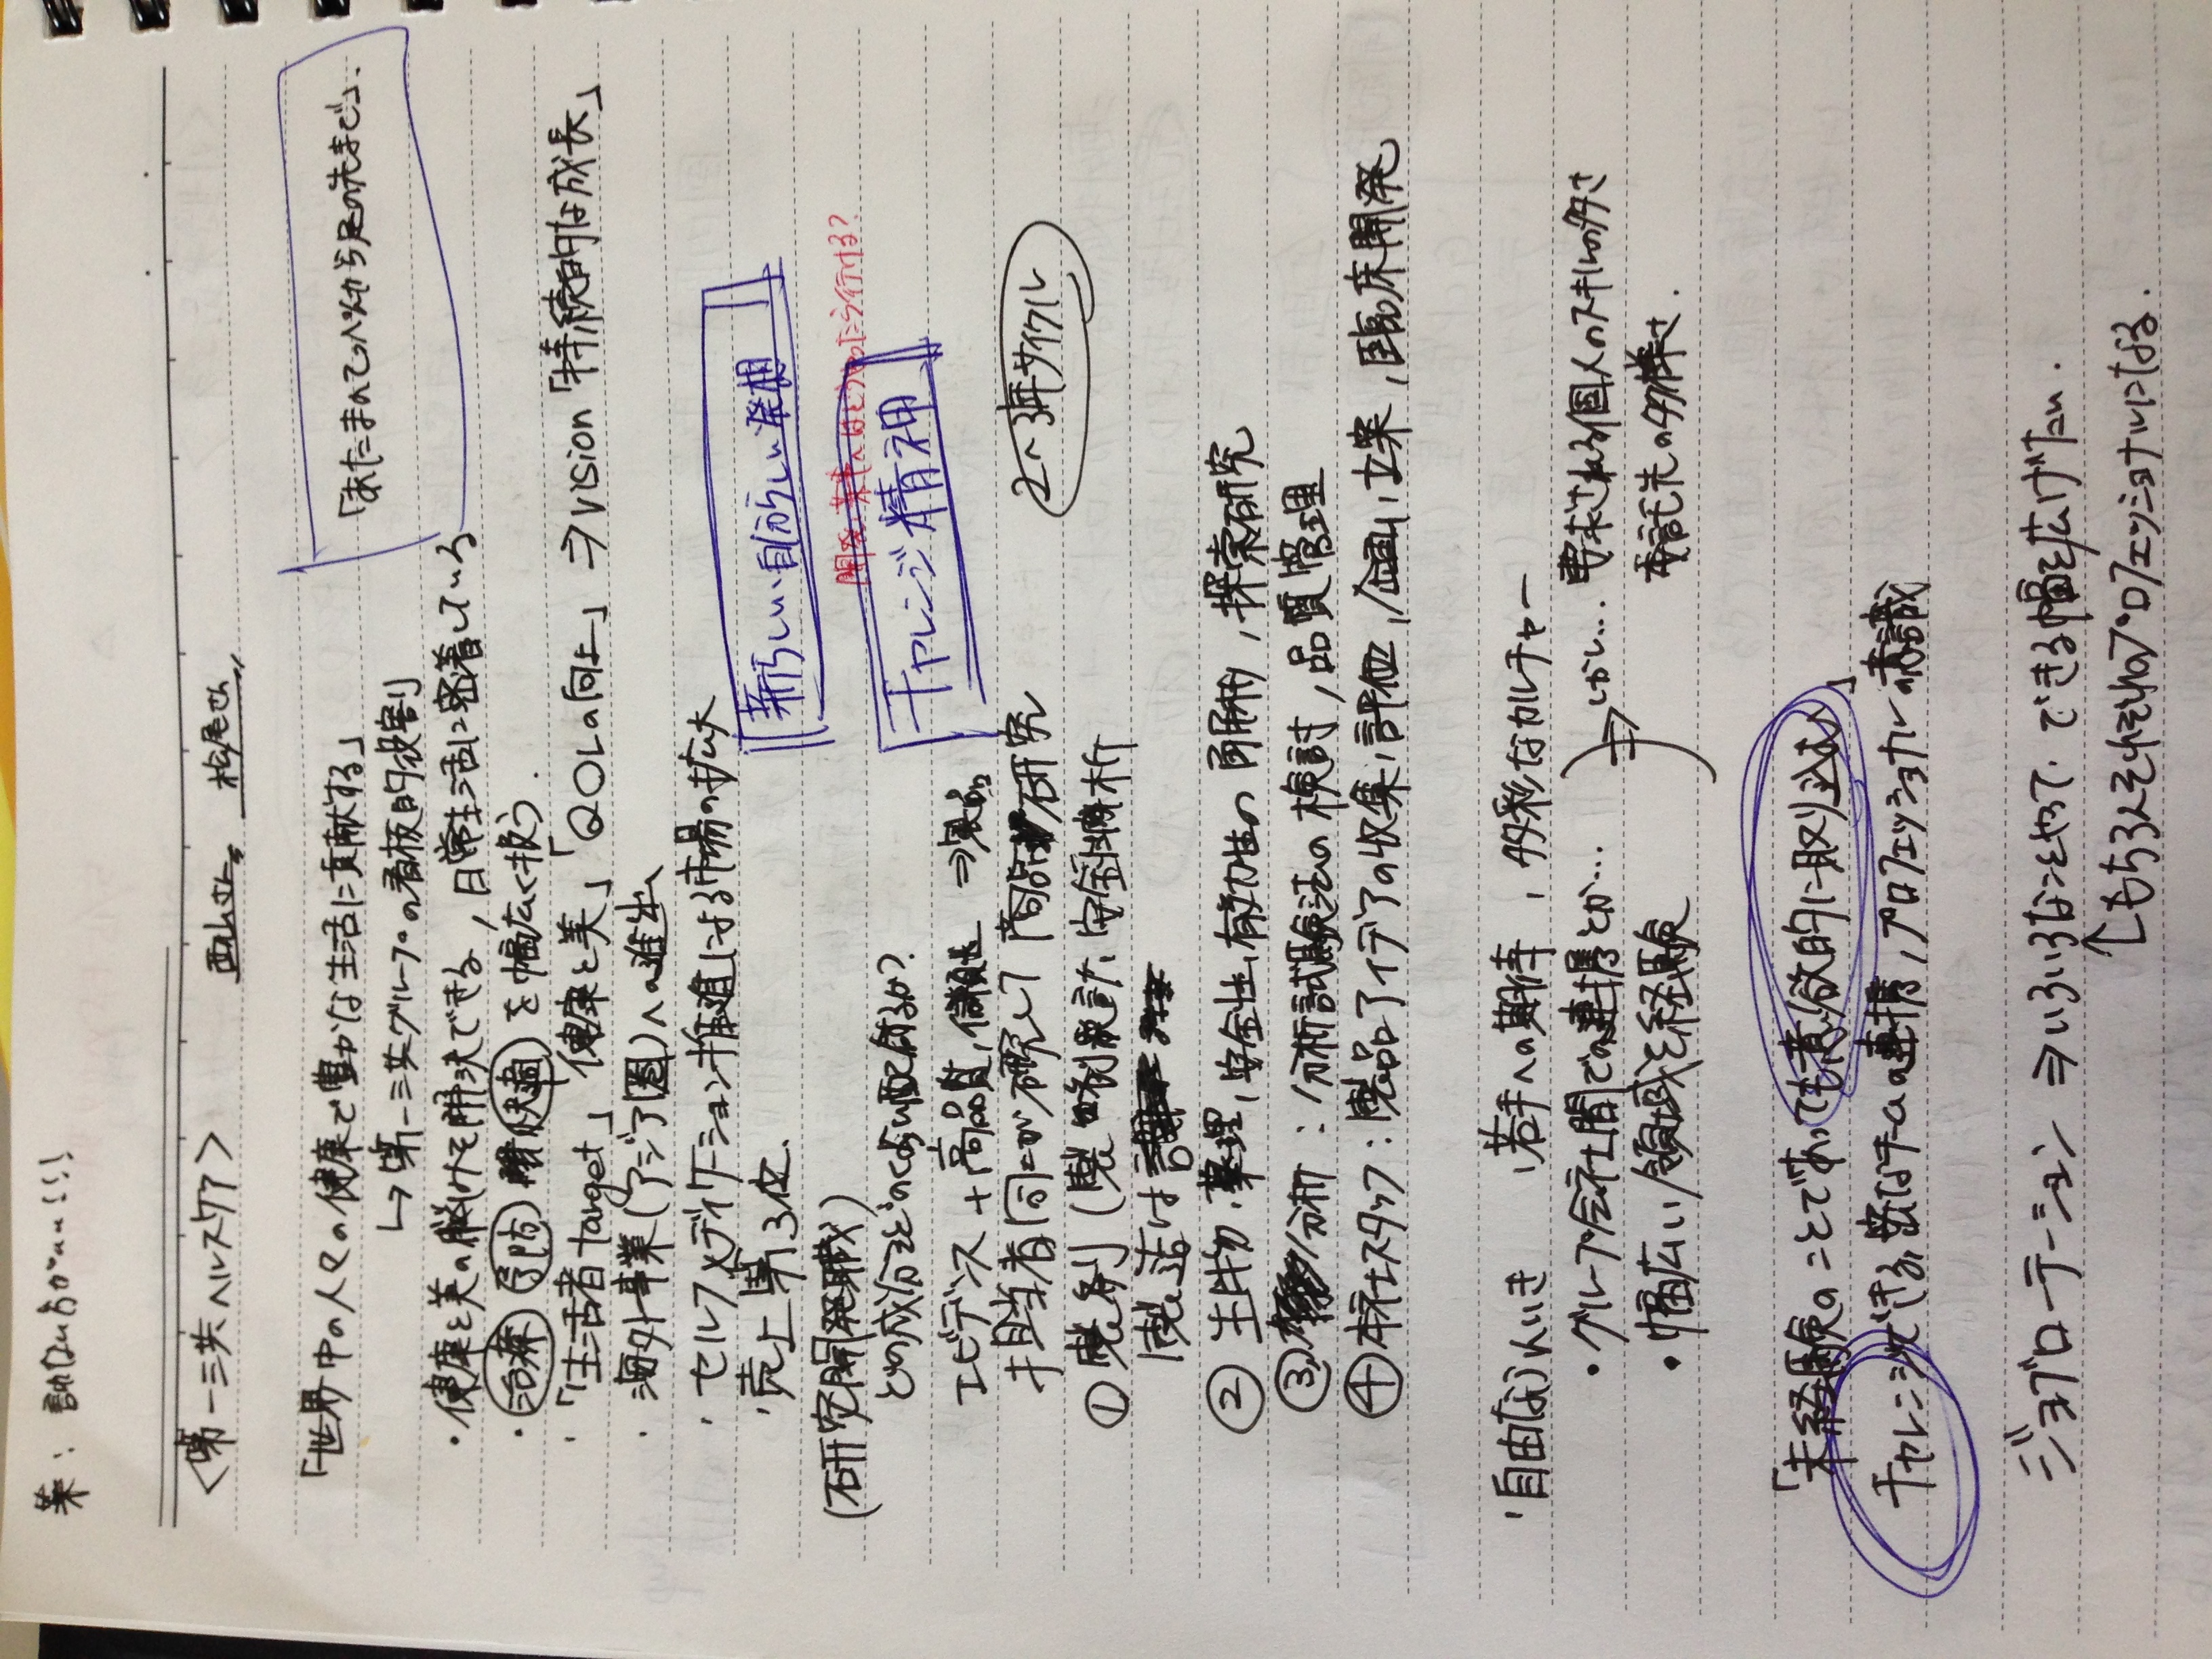 薬：計れない方がいい!!!
<第一三共ヘルスケア> 西山さん 松尾さん
「世界中の人々の健康で豊かな生活に貢献する」
「あたまのてっぺんから足の先まで」.
↳ 第一三共グループの看板的役割
・健康と美の脳みを解決できる，日常生活に密着している
・治療 予防 快適 を幅広く扱う．
・「生活者target」健康と美」「QOLの向上」 ⇒ vision「持続的な成長」
・海外事業(アジア圏)への進出
・セルフメディケーション推進による市場の拡大
・売上第3位．
新らしい、自分らしい発想
(研究開発職)
開発、薬事へはどうやったら行ける?
どの成分をどのくらい配合するか?
チャレンジ精神
エビデンス + 高品質，信頼性 ⇒ 製品
担当者同士が研究して 商品 研究
2〜3年サイクル
① 製剤 (製剤設計，安全性解析
製造は
② 生物，薬理，安全性，有効性の解析，探索研究
③ 分析：分析試験法の検討，品質管理
④ 本社スタッフ：製品アイデアの収集，評価，企画，立案，臨床開発
・自由なふんいき ，若手への期待 ，多彩なカルチャー
・グループ会社間での連携とか…
⇒しかし… 要求される個人のスキルの多さ
・幅広い領域を経験
委託先の多様さ．
「未経験のことであっても意欲的に取り込む」
チャレンジできる，密なチームの連携，プロフェッショナルの意識
ジョブローテーション ⇒ いろいろなことをやって，できる幅を広げたい．
↑もちろんそれぞれのプロフェッショナルになる．